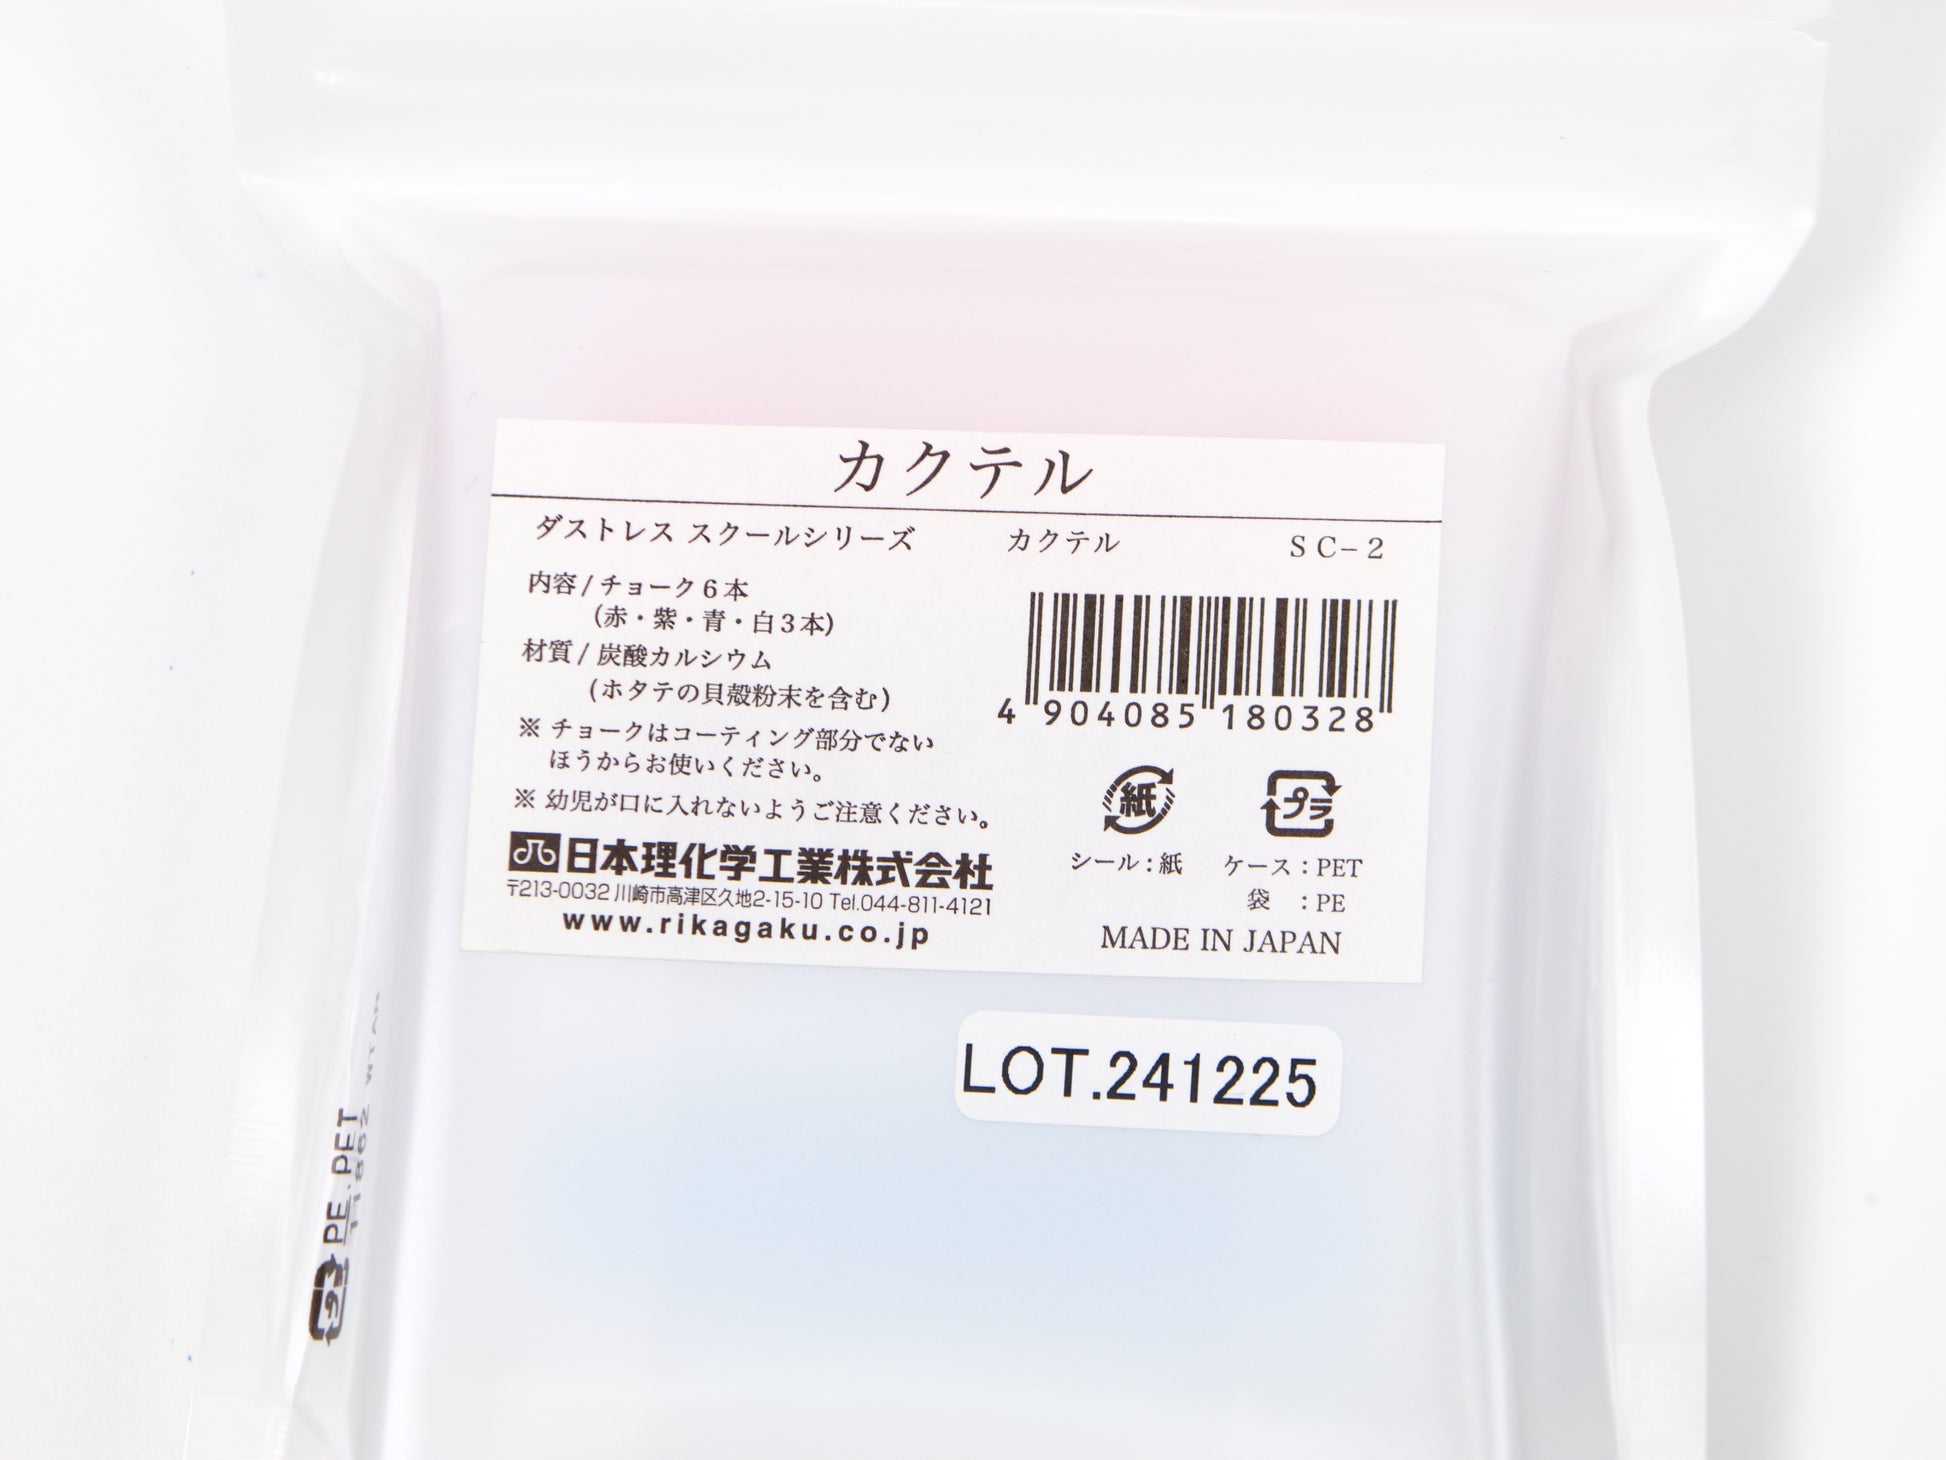 カクテル
ダストレス スクールシリーズ カクテル SC-2
内容/チョーク6本
(赤・紫・青・白3本)
材質/炭酸カルシウム
(ホタテの貝殻粉末を含む)
※ チョークはコーティング部分でない
ほうからお使いください。
※ 幼児が口に入れないようご注意ください。
日本理化学工業株式会社
〒213-0032 川崎市高津区久地2-15-10 Tel.044-811-4121
www.rikagaku.co.jp
4 904085 180328
紙
プラ
シール:紙
ケース:PET
袋 :PE
MADE IN JAPAN
LOT.241225
PE.PET